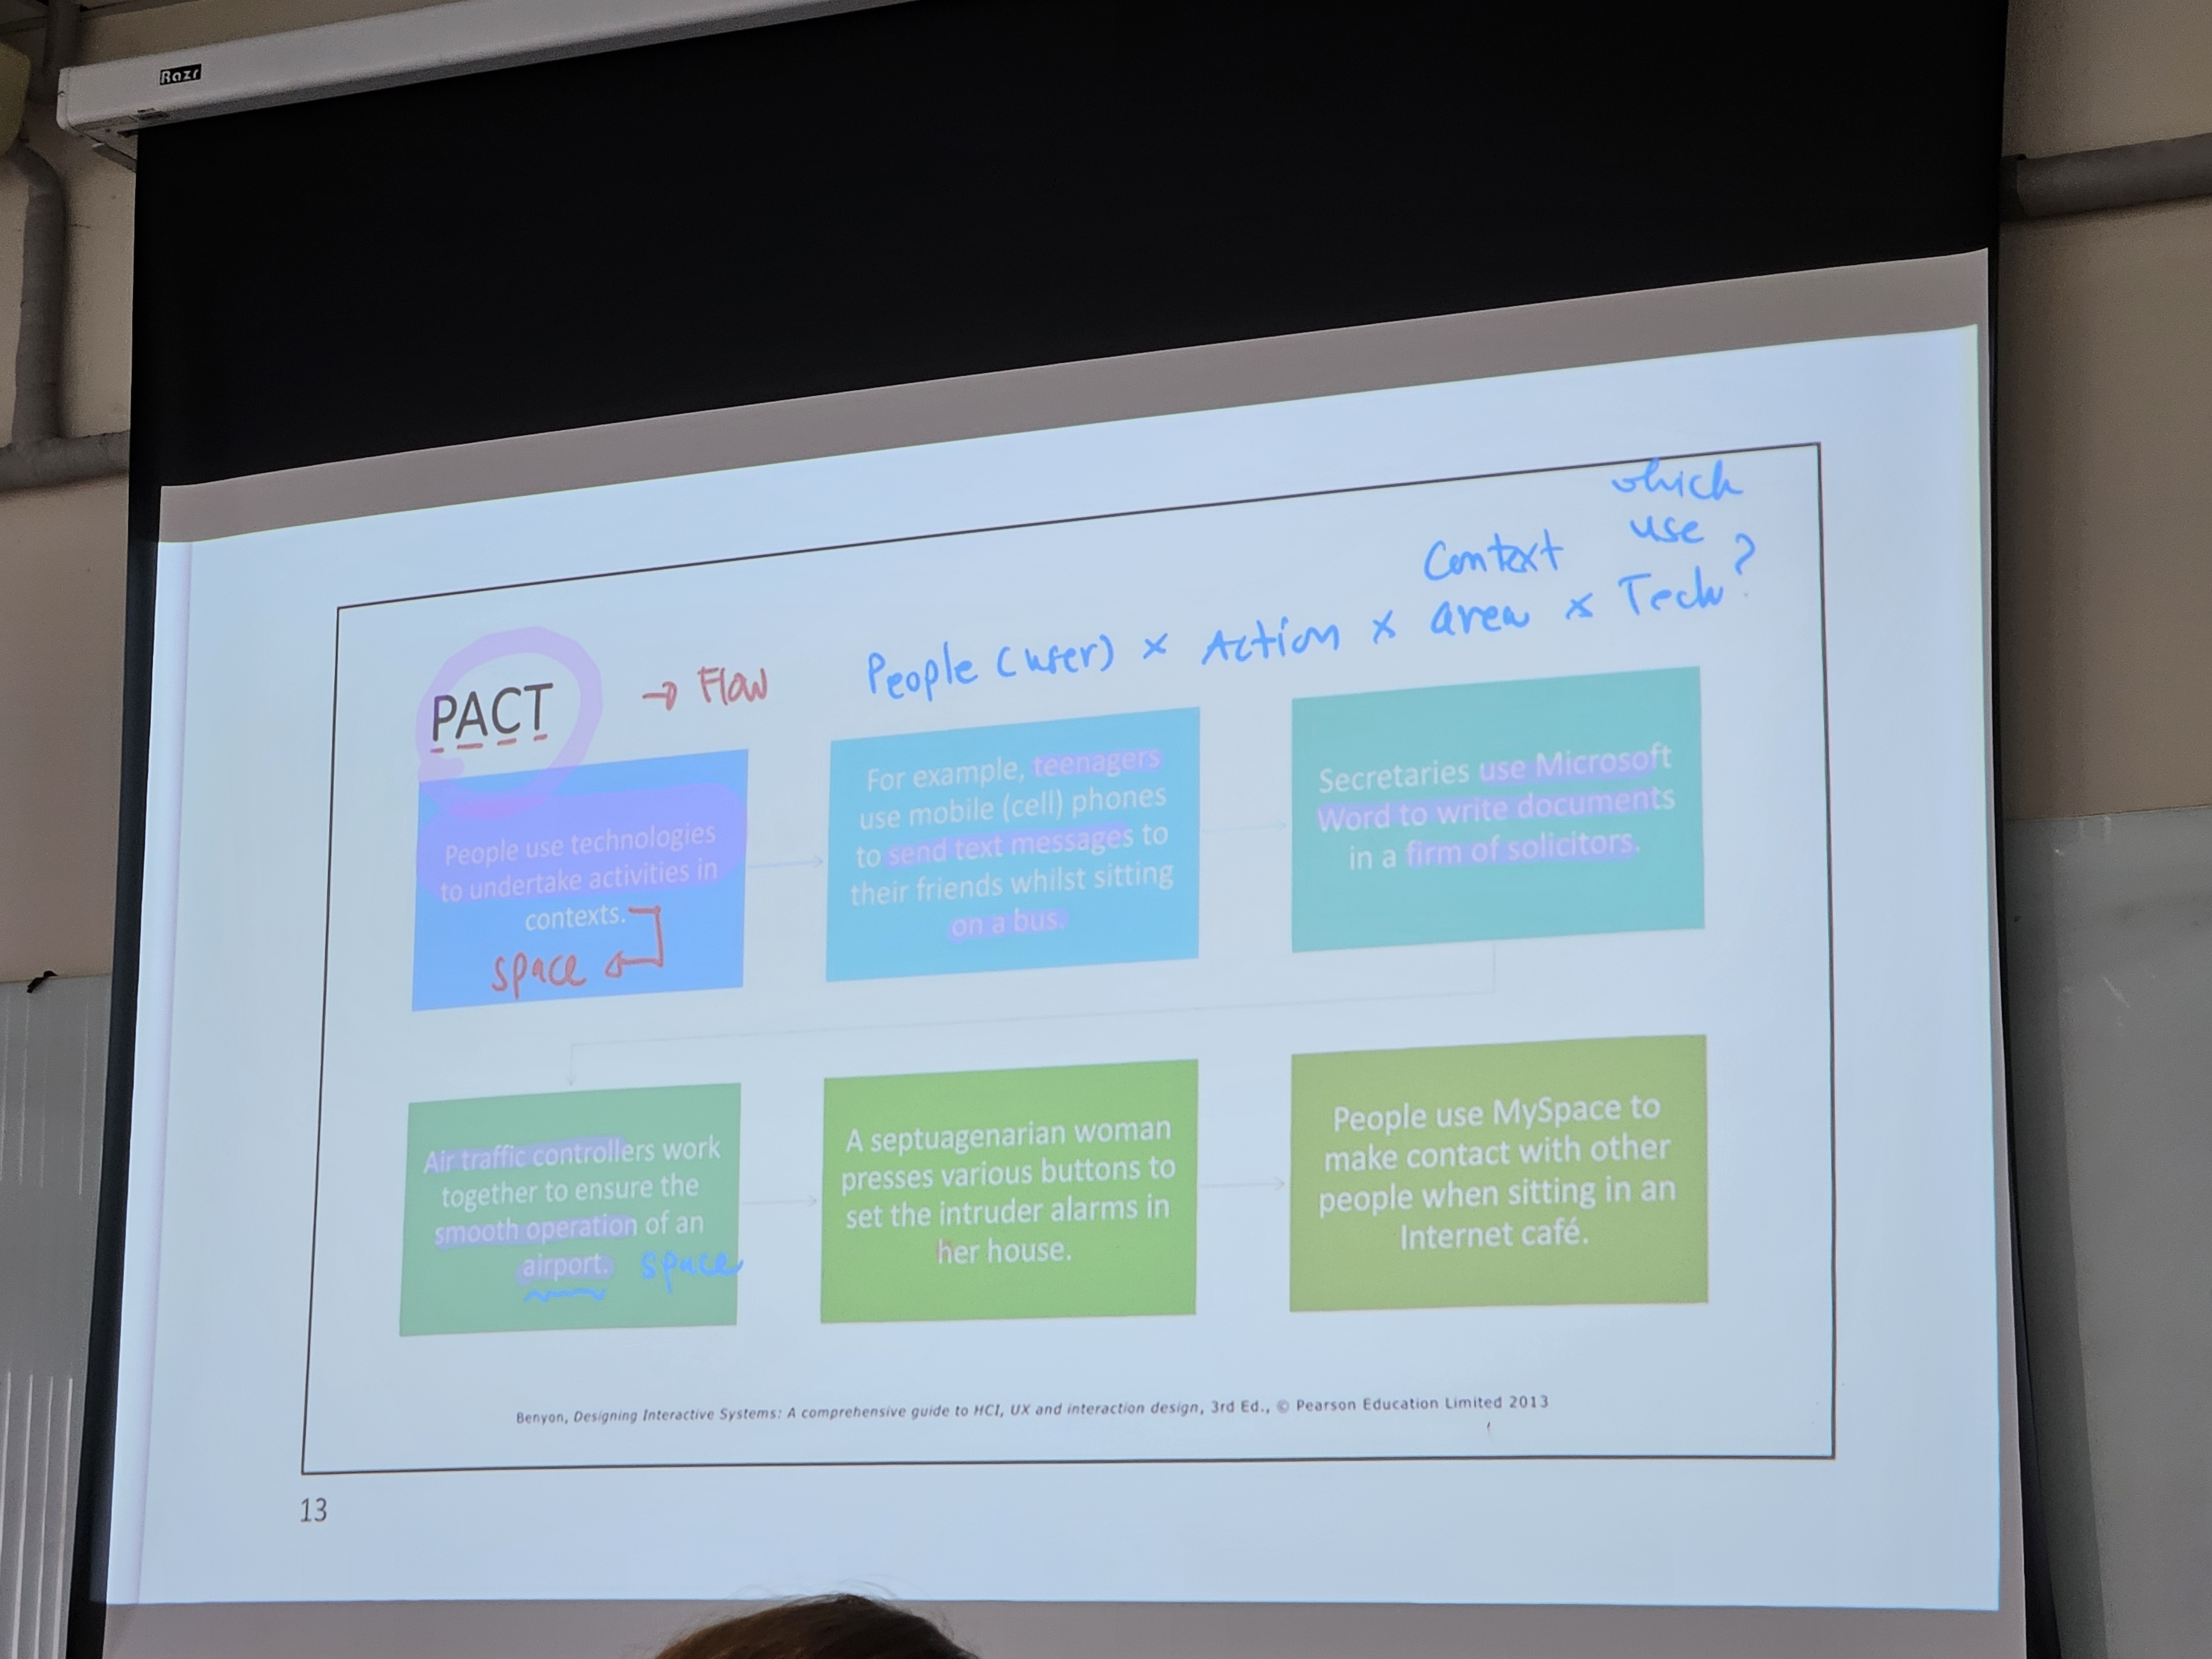 Razr
which
use
Context
People (user) x Action x area x Tech?
PACT
→ Flow
People use technologies
to undertake activities in
contexts.
space
For example, teenagers
use mobile (cell) phones
to send text messages to
their friends whilst sitting
on a bus.
Secretaries use Microsoft
Word to write documents
in a firm of solicitors.
Air traffic controllers work
together to ensure the
smooth operation of an
airport. space
A septuagenarian woman
presses various buttons to
set the intruder alarms in
her house.
People use MySpace to
make contact with other
people when sitting in an
Internet café.
Benyon, Designing Interactive Systems: A comprehensive guide to HCI, UX and interaction design, 3rd Ed., © Pearson Education Limited 2013
13